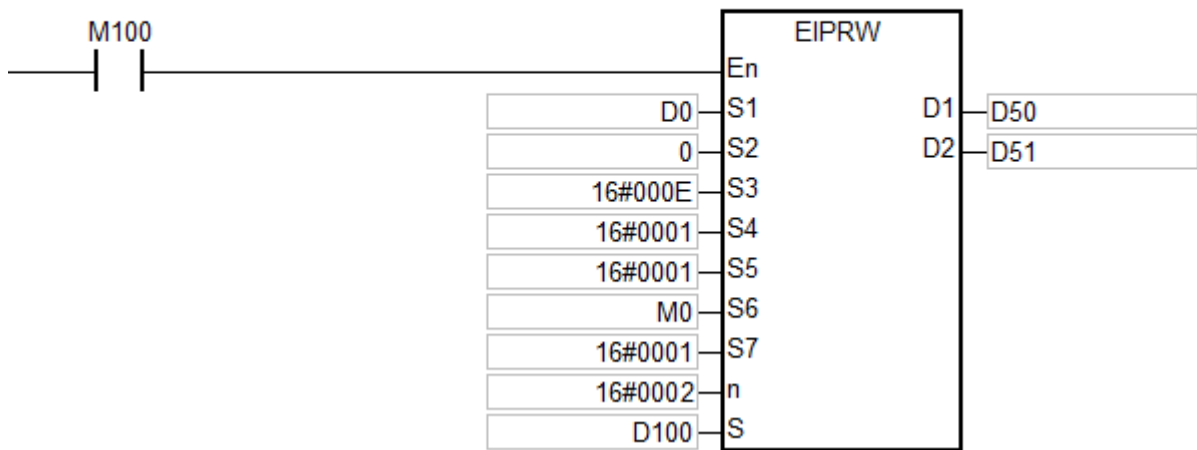 M100
EIPRW
En
D0 S1 D1 D50
0 S2 D2 D51
16#000E S3
16#0001 S4
16#0001 S5
M0 S6
16#0001 S7
16#0002 n
D100 S